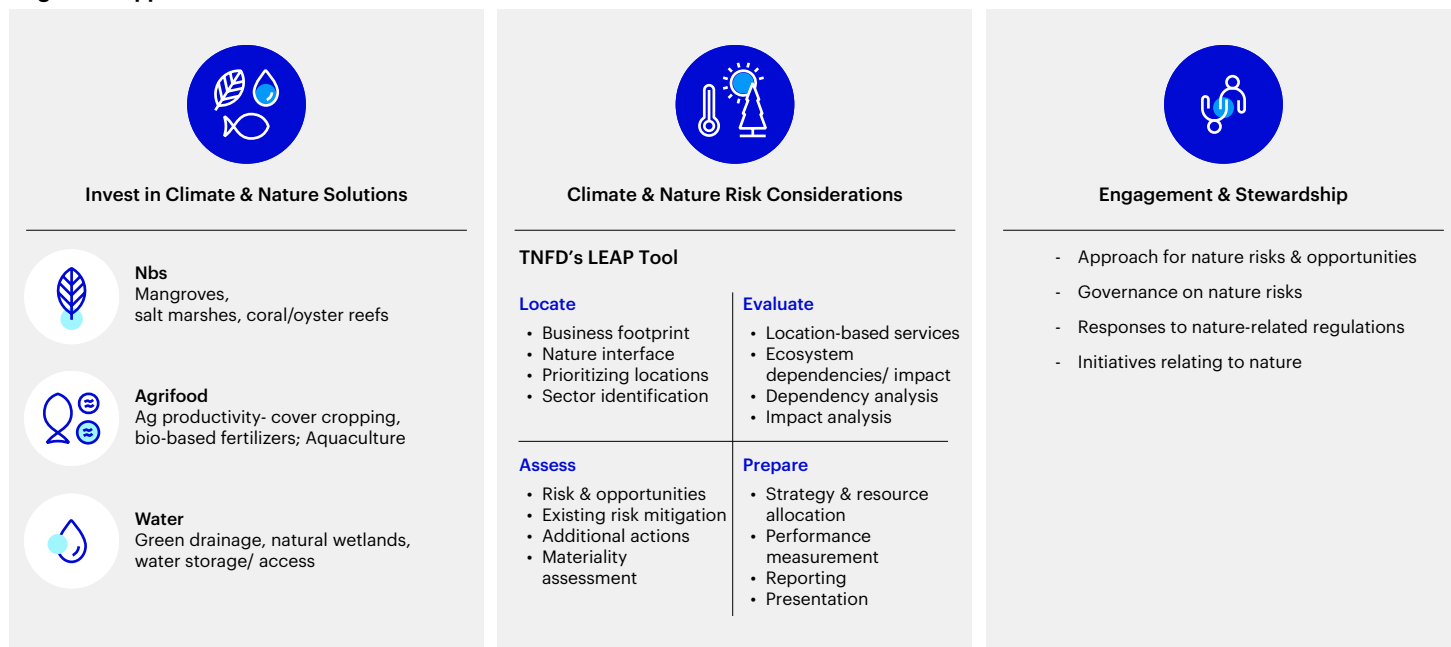 Invest in Climate & Nature Solutions
Nbs
Mangroves,
salt marshes, coral/oyster reefs
Agrifood
Ag productivity- cover cropping,
bio-based fertilizers; Aquaculture
Water
Green drainage, natural wetlands,
water storage/ access
Climate & Nature Risk Considerations
TNFD’s LEAP Tool
Locate
• Business footprint
• Nature interface
• Prioritizing locations
• Sector identification
Evaluate
• Location-based services
• Ecosystem
dependencies/ impact
• Dependency analysis
• Impact analysis
Assess
• Risk & opportunities
• Existing risk mitigation
• Additional actions
• Materiality
assessment
Prepare
• Strategy & resource
allocation
• Performance
measurement
• Reporting
• Presentation
Engagement & Stewardship
- Approach for nature risks & opportunities
- Governance on nature risks
- Responses to nature-related regulations
- Initiatives relating to nature